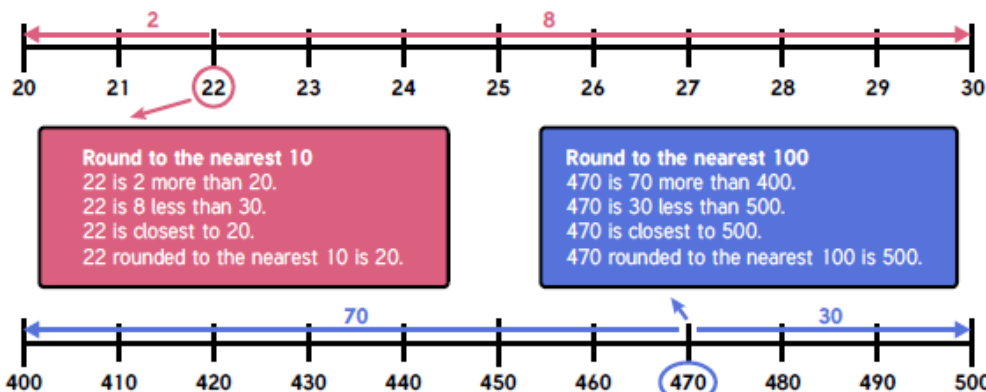 2 8
20 21 22 23 24 25 26 27 28 29 30
Round to the nearest 10
22 is 2 more than 20.
22 is 8 less than 30.
22 is closest to 20.
22 rounded to the nearest 10 is 20.
Round to the nearest 100
470 is 70 more than 400.
470 is 30 less than 500.
470 is closest to 500.
470 rounded to the nearest 100 is 500.
70 30
400 410 420 430 440 450 460 470 480 490 500